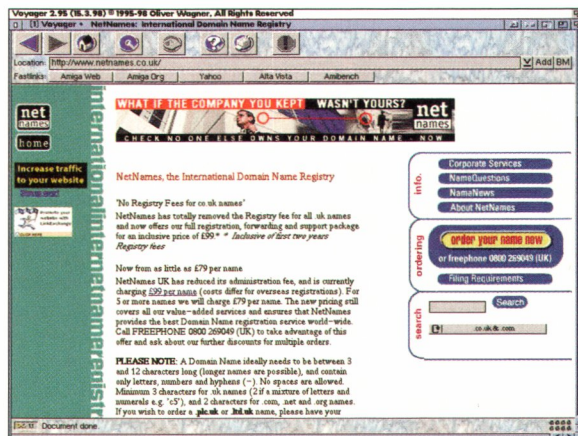 Voyager 2.95 (15.3.98) © 1995-98 Oliver Wagner, All Rights Reserved
(1) Voyager • NetNames: International Domain Name Registry
Location: http://www.netnames.co.uk/ Add BM
Fastlinks: Amiga Web Amiga Org Yahoo Alta Vista Amibench
net names
home
Increase traffic to your website
international
internetname
registr
WHAT IF THE COMPANY YOU KEPT WASN'T YOURS? net names
CHECK NO ONE ELSE OWNS YOUR DOMAIN NAME - NOW
NetNames, the International Domain Name Registry
'No Registry Fees for co.uk names'
NetNames has totally removed the Registry fee for all .uk names
and now offers our full registration, forwarding and support package
for an inclusive price of £99.* * Inclusive of first two years
Registry fees
Now from as little as £79 per name
NetNames UK has reduced its administration fee, and is currently
charging £99 per name (costs differ for overseas registrations). For
5 or more names we will charge £79 per name. The new pricing still
covers all our value-added services and ensures that NetNames
provides the best Domain Name registration service world-wide.
Call FREEPHONE 0800 269049 (UK) to take advantage of this
offer and ask about our further discounts for multiple orders.
PLEASE NOTE: A Domain Name ideally needs to be between 3
and 12 characters long (longer names are possible), and contain
only letters, numbers and hyphens (-). No spaces are allowed.
Minimum 3 characters for .uk names (2 if a mixture of letters and
numerals e.g. 'c5'), and 2 characters for .com, .net and .org names.
If you wish to order a .plc.uk or .ltd.uk name, please have your
info.
Corporate Services
NameQuestions
NameNews
About NetNames
ordering
order your name now
or freephone 0800 269049 (UK)
Filing Requirements
search
Search
.co.uk & .com
Document done.